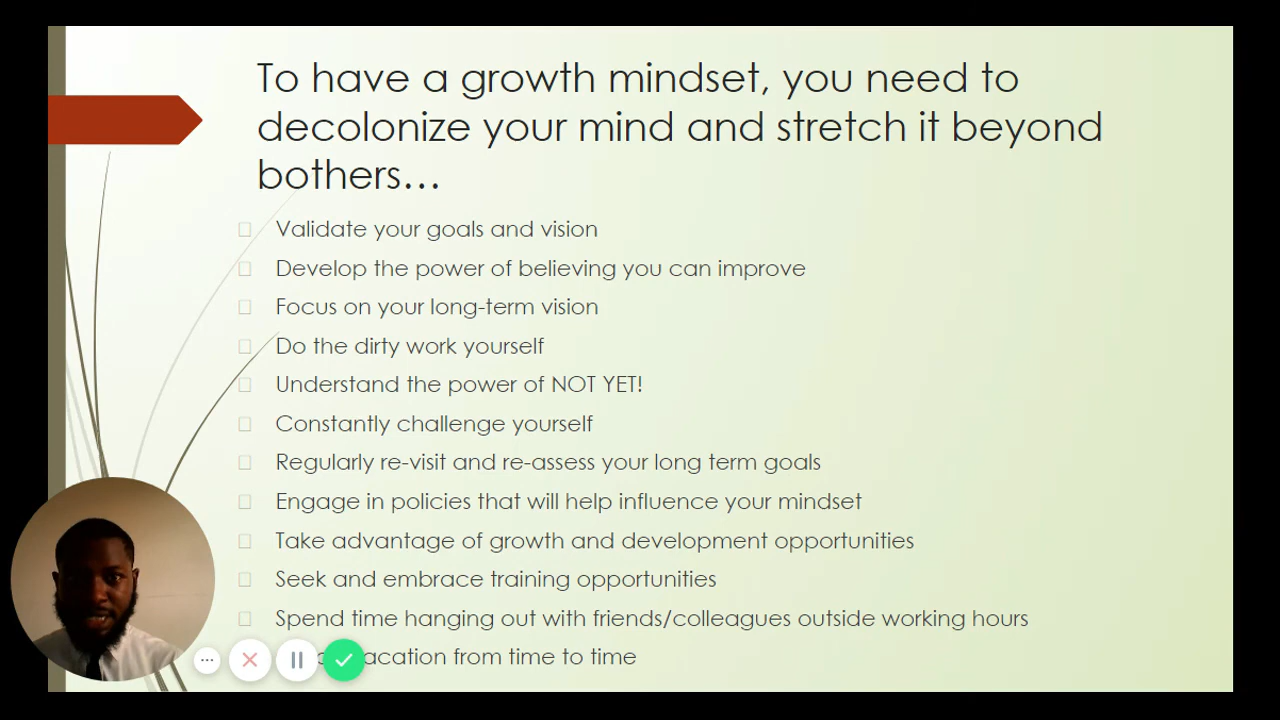 To have a growth mindset, you need to
decolonize your mind and stretch it beyond
bothers…
Validate your goals and vision
Develop the power of believing you can improve
Focus on your long-term vision
Do the dirty work yourself
Understand the power of NOT YET!
Constantly challenge yourself
Regularly re-visit and re-assess your long term goals
Engage in policies that will help influence your mindset
Take advantage of growth and development opportunities
Seek and embrace training opportunities
Spend time hanging out with friends/colleagues outside working hours
from time to time